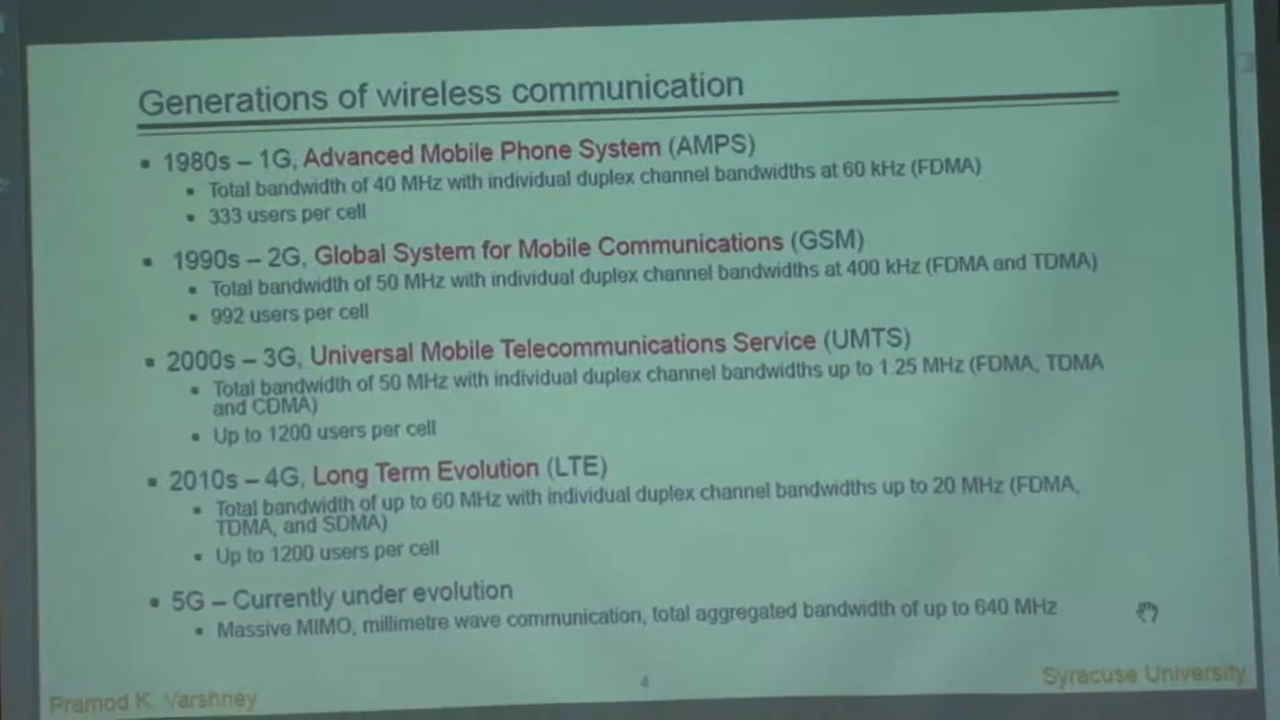 Generations of wireless communication
▪ 1980s – 1G, Advanced Mobile Phone System (AMPS)
▪ Total bandwidth of 40 MHz with individual duplex channel bandwidths at 60 kHz (FDMA)
▪ 333 users per cell
▪ 1990s – 2G, Global System for Mobile Communications (GSM)
▪ Total bandwidth of 50 MHz with individual duplex channel bandwidths at 400 kHz (FDMA and TDMA)
▪ 992 users per cell
▪ 2000s – 3G, Universal Mobile Telecommunications Service (UMTS)
▪ Total bandwidth of 50 MHz with individual duplex channel bandwidths up to 1.25 MHz (FDMA, TDMA
and CDMA)
▪ Up to 1200 users per cell
▪ 2010s – 4G, Long Term Evolution (LTE)
▪ Total bandwidth of up to 60 MHz with individual duplex channel bandwidths up to 20 MHz (FDMA,
TDMA, and SDMA)
▪ Up to 1200 users per cell
▪ 5G – Currently under evolution
▪ Massive MIMO, millimetre wave communication, total aggregated bandwidth of up to 640 MHz
Pramod K. Varshney
4
Syracuse University